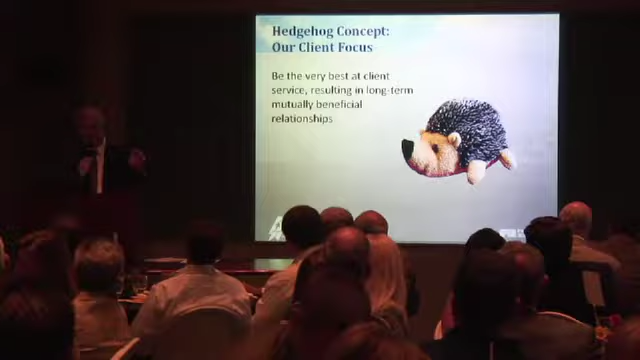 Hedgehog Concept:
Our Client Focus
Be the very best at client
service, resulting in long-term
mutually beneficial
relationships